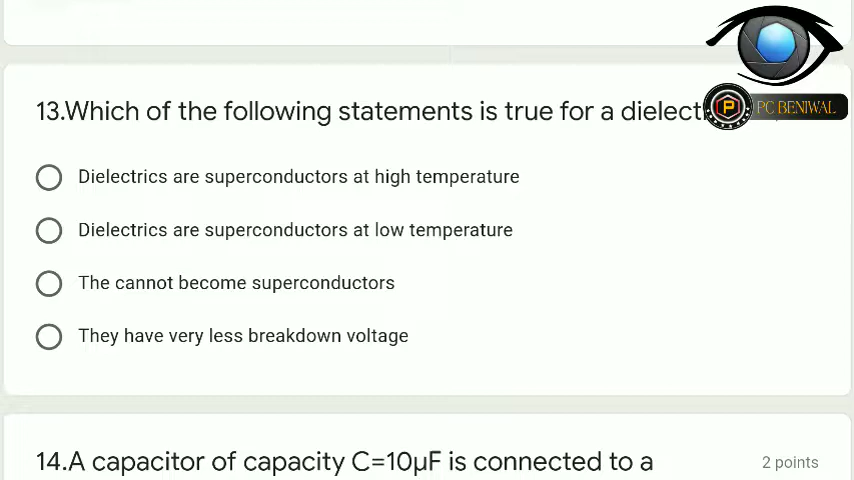 13.Which of the following statements is true for a
PC BENIWAL
Dielectrics are superconductors at high temperature
Dielectrics are superconductors at low temperature
The cannot become superconductors
They have very less breakdown voltage
14.A capacitor of capacity C=10μF is connected to a
2 points